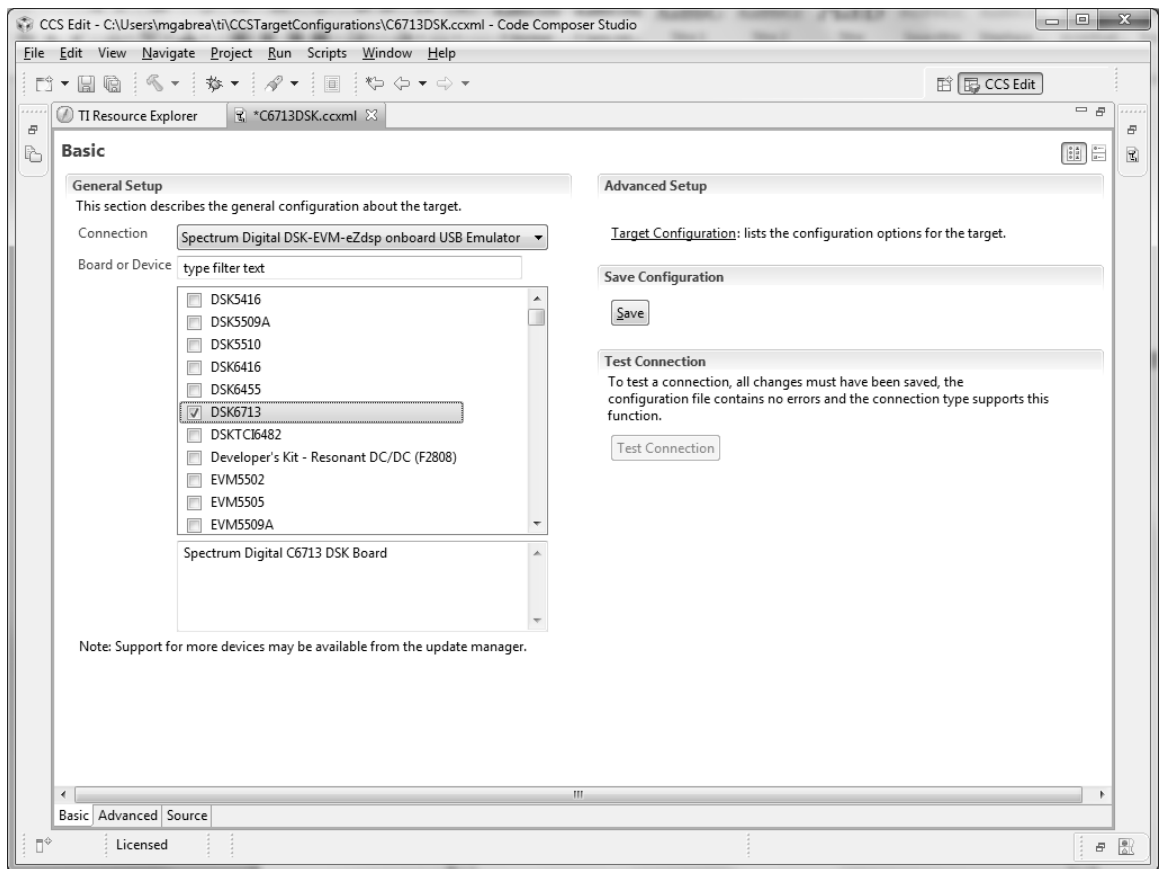 CCS Edit - C:\Users\mgabrea\ti\CCSTargetConfigurations\C6713DSK.ccxml - Code Composer Studio
File Edit View Navigate Project Run Scripts Window Help
CCS Edit
TI Resource Explorer *C6713DSK.ccxml
Basic
General Setup
This section describes the general configuration about the target.
Connection Spectrum Digital DSK-EVM-eZdsp onboard USB Emulator
Board or Device type filter text
DSK5416
DSK5509A
DSK5510
DSK6416
DSK6455
DSK6713
DSKTCI6482
Developer's Kit - Resonant DC/DC (F2808)
EVM5502
EVM5505
EVM5509A
Spectrum Digital C6713 DSK Board
Note: Support for more devices may be available from the update manager.
Advanced Setup
Target Configuration: lists the configuration options for the target.
Save Configuration
Save
Test Connection
To test a connection, all changes must have been saved, the
configuration file contains no errors and the connection type supports this
function.
Test Connection
Basic Advanced Source
Licensed